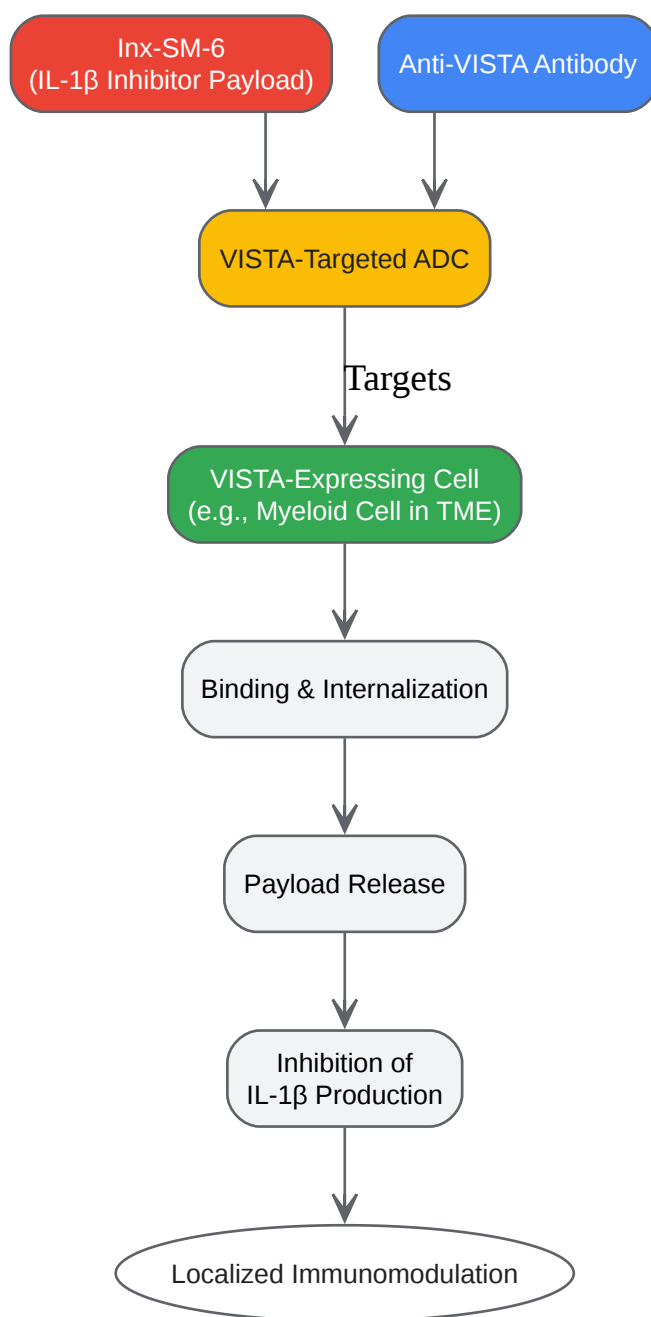 Inx-SM-6
(IL-1β Inhibitor Payload)
Anti-VISTA Antibody
VISTA-Targeted ADC
Targets
VISTA-Expressing Cell
(e.g., Myeloid Cell in TME)
Binding & Internalization
Payload Release
Inhibition of
IL-1β Production
Localized Immunomodulation